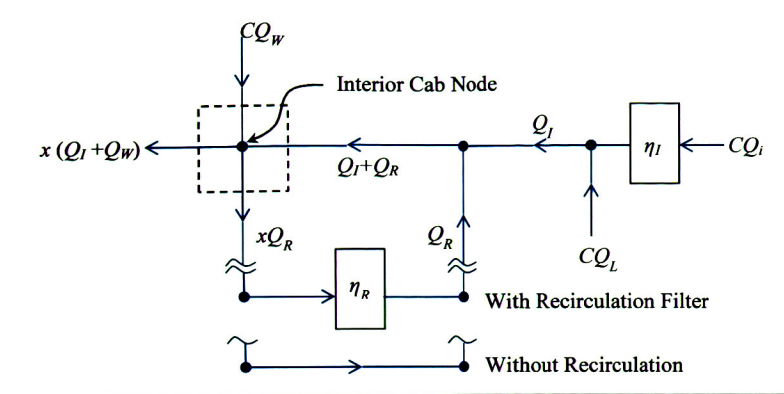 CQ_W
Interior Cab Node
x (Q_I +Q_W)
Q_I+Q_R
Q_I
η_I
CQ_i
xQ_R
Q_R
CQ_L
η_R
With Recirculation Filter
Without Recirculation